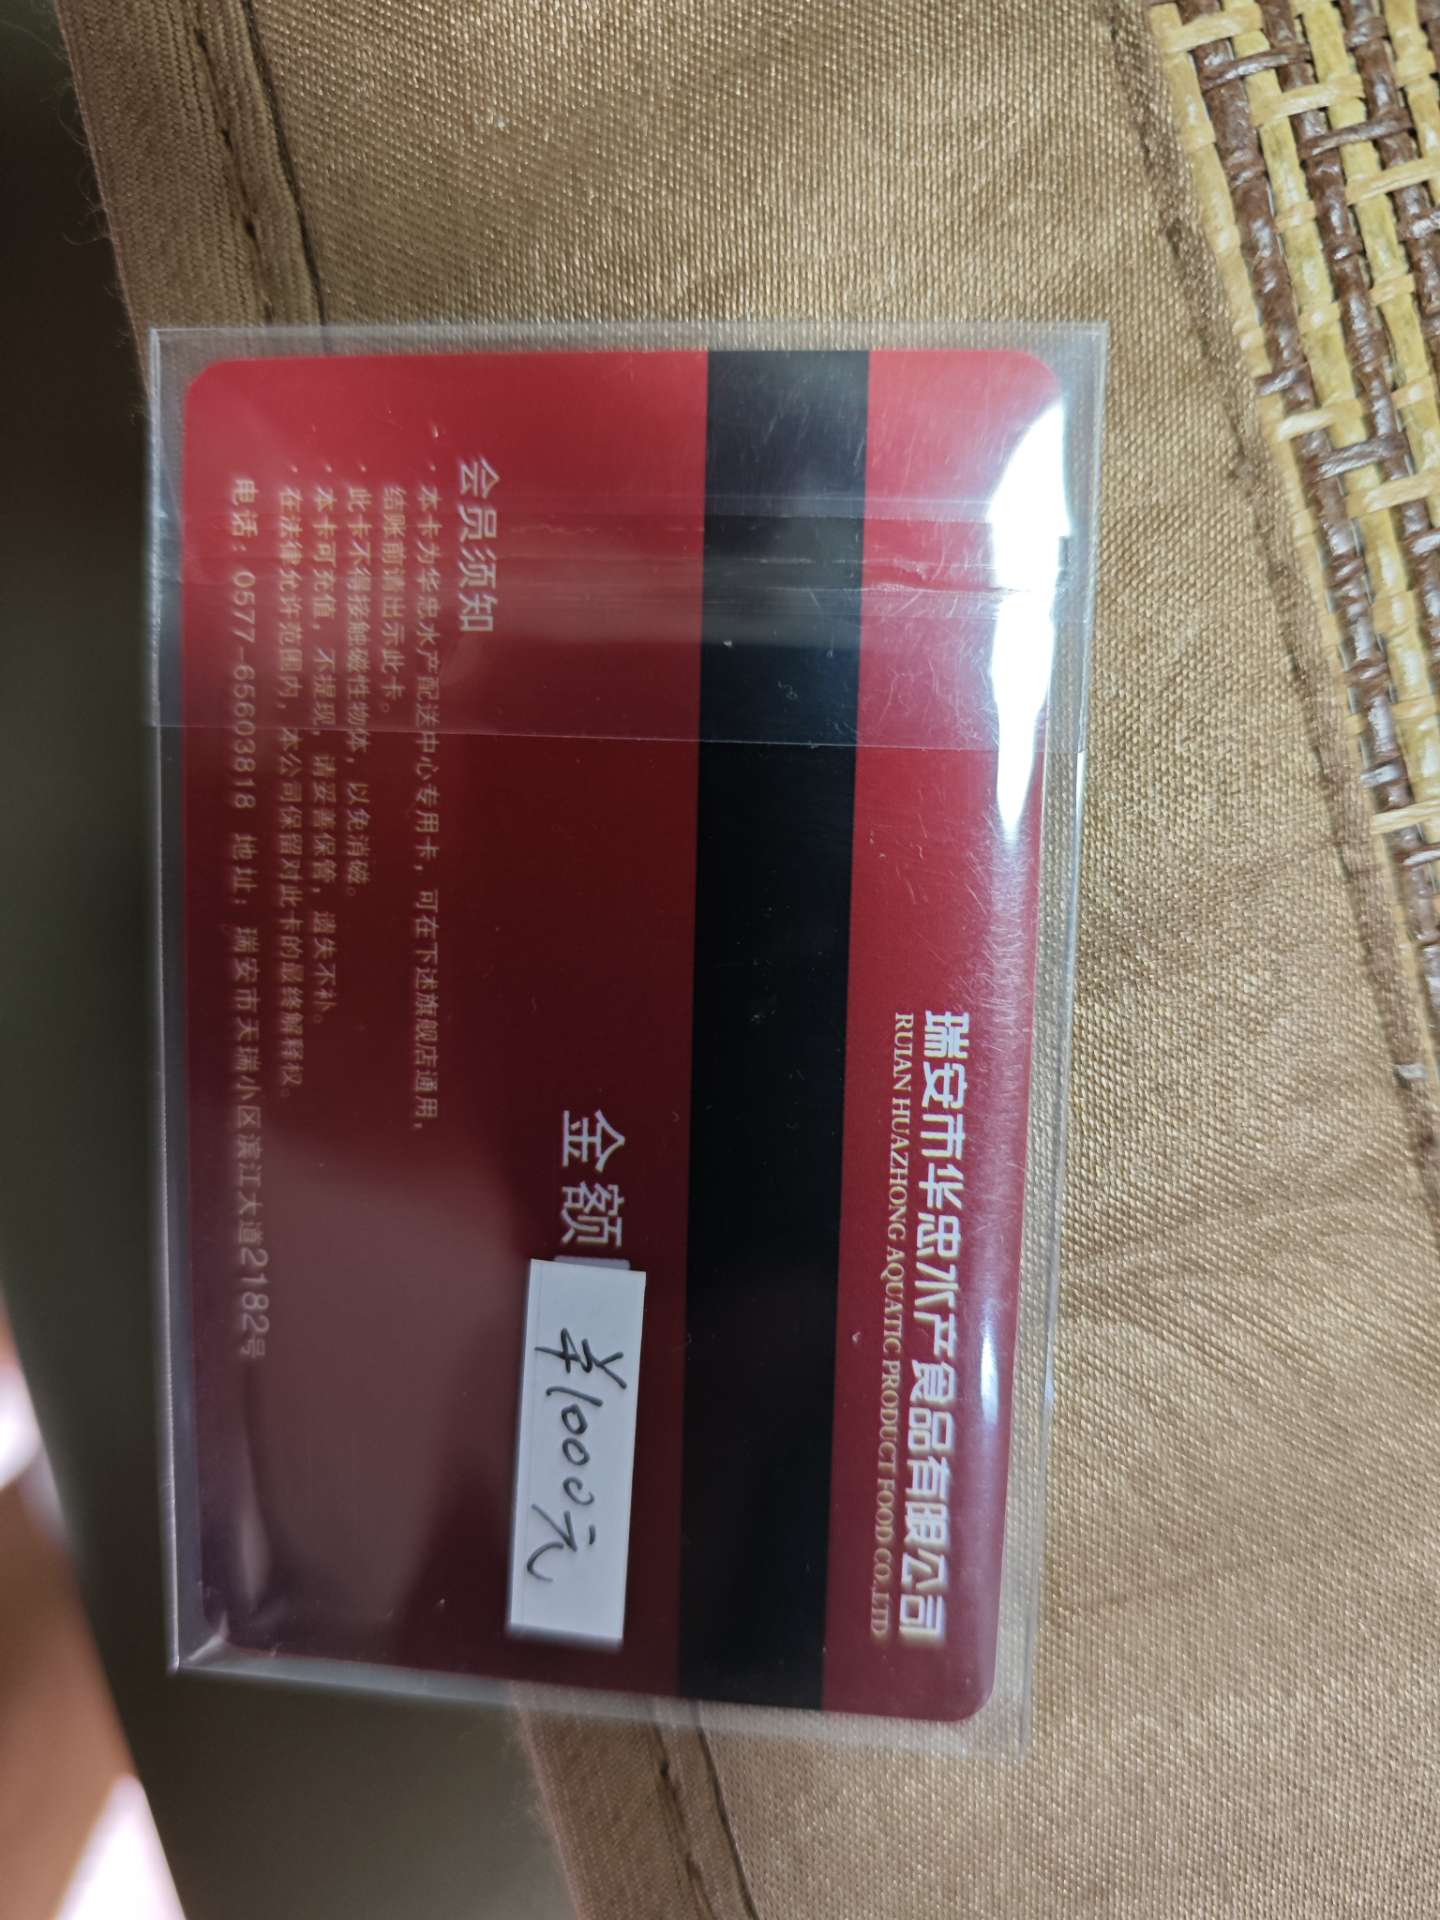 瑞安市华忠水产食品有限公司
RUIAN HUAZHONG AQUATIC PRODUCT FOOD CO.,LTD
金额
¥1000元
会员须知
· 本卡为华忠水产配送中心专用卡，可在下述旗舰店通用，
结账前请出示此卡。
· 此卡不得接触磁性物体，以免消磁。
· 本卡可充值，不提现，请妥善保管，遗失不补。
· 在法律允许范围内，本公司保留对此卡的最终解释权。
电话：0577-65603818 地址：瑞安市天瑞小区滨江大道2182号